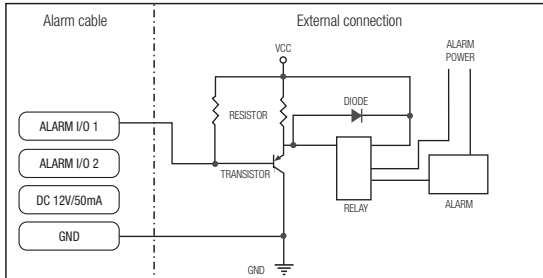 Alarm cable
External connection
VCC
ALARM
POWER
DIODE
RESISTOR
ALARM I/O 1
ALARM I/O 2
TRANSISTOR
DC 12V/50mA
RELAY
ALARM
GND
GND